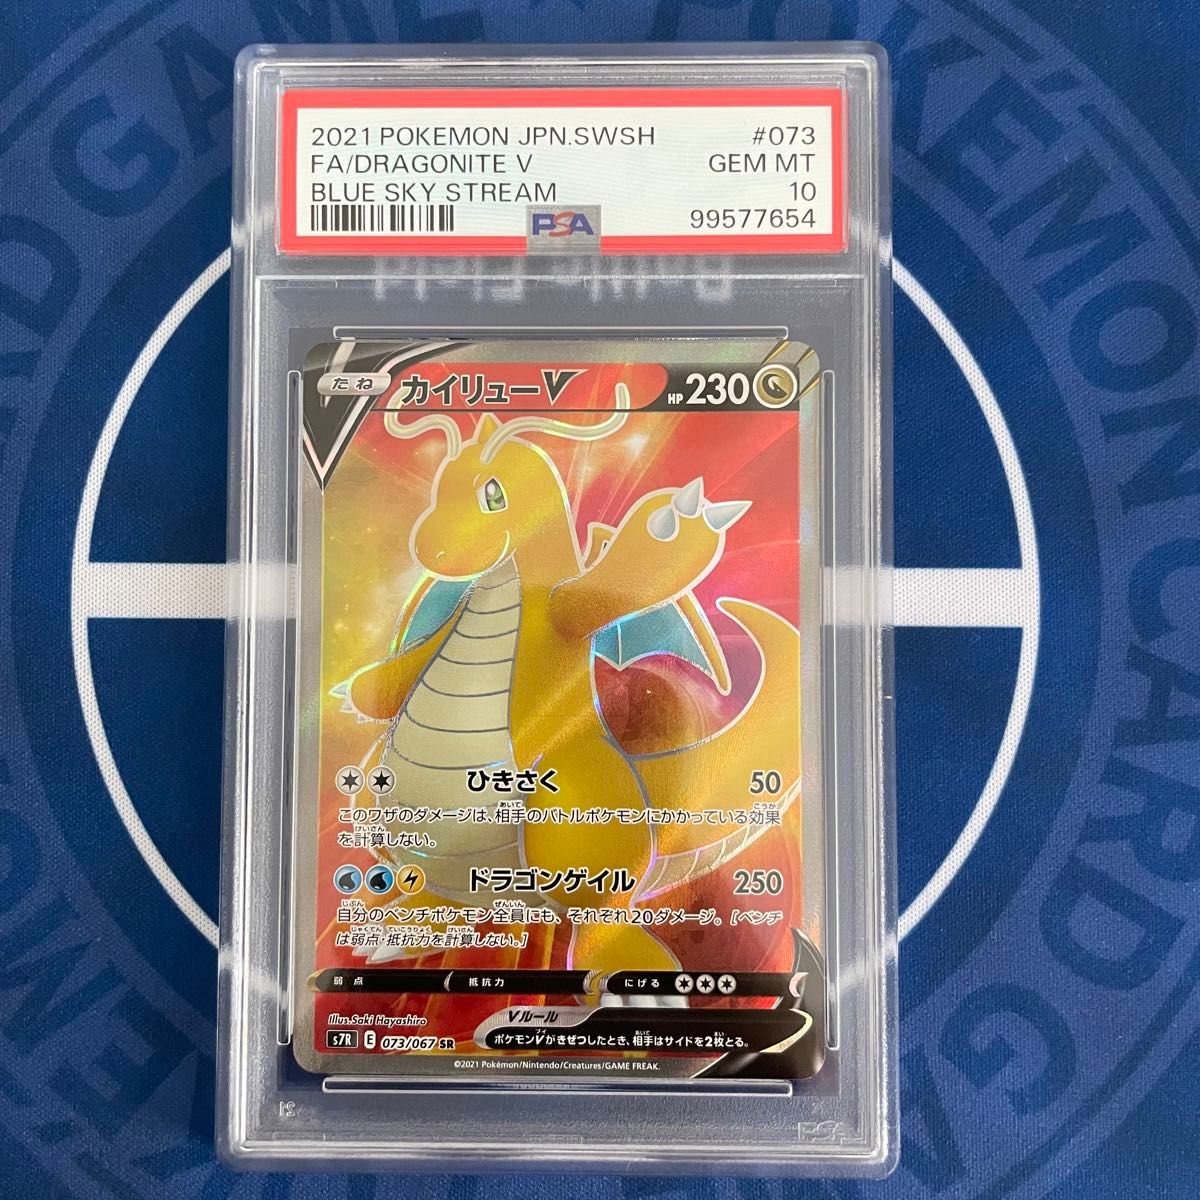 2021 POKEMON JPN.SWSH #073
FA/DRAGONITE V GEM MT
BLUE SKY STREAM 10
PSA 99577654
たね カイリューV HP 230
ひきさく 50
このワザのダメージは、相手のバトルポケモンにかかっている効果
を計算しない。
ドラゴンゲイル 250
自分のベンチポケモン全員にも、それぞれ20ダメージ。[ベンチ
は弱点・抵抗力を計算しない。]
弱点 抵抗力 にげる
Illus.Saki Hayashiro
Vルール
s7R E 073/067 SR
ポケモンVがきぜつしたとき、相手はサイドを2枚とる。
©2021 Pokémon/Nintendo/Creatures/GAME FREAK.
POKÉMON CARD GAME
PSA